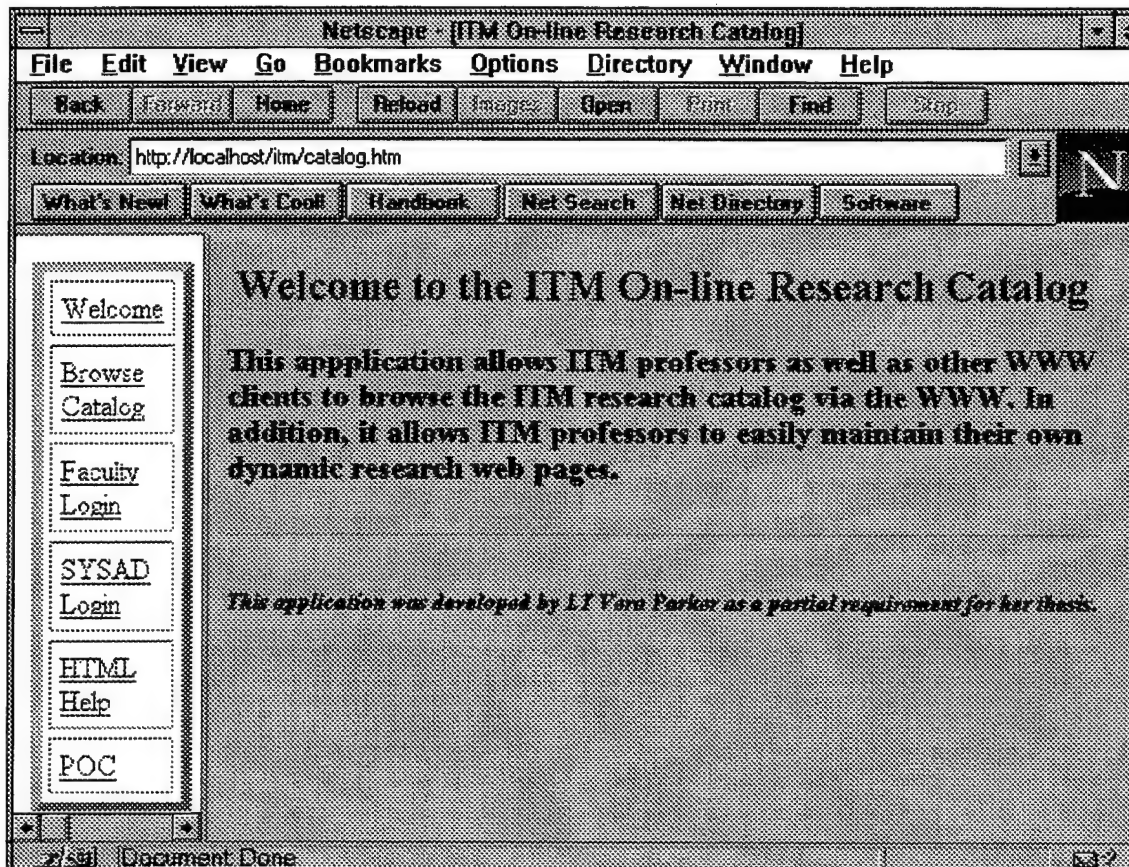 Netscape - [ITM On-line Research Catalog]
File Edit View Go Bookmarks Options Directory Window Help
Back Forward Home Reload Images Open Print Find Stop
Location: http://localhost/itm/catalog.htm
N
What's New! What's Cool! Handbook Net Search Net Directory Software
Welcome
Browse
Catalog
Faculty
Login
SYSAD
Login
HTML
Help
POC
Welcome to the ITM On-line Research Catalog
This appplication allows ITM professors as well as other WWW
clients to browse the ITM research catalog via the WWW. In
addition, it allows ITM professors to easily maintain their own
dynamic research web pages.
This application was developed by LT Vera Parker as a partial requirement for her thesis.
Document: Done